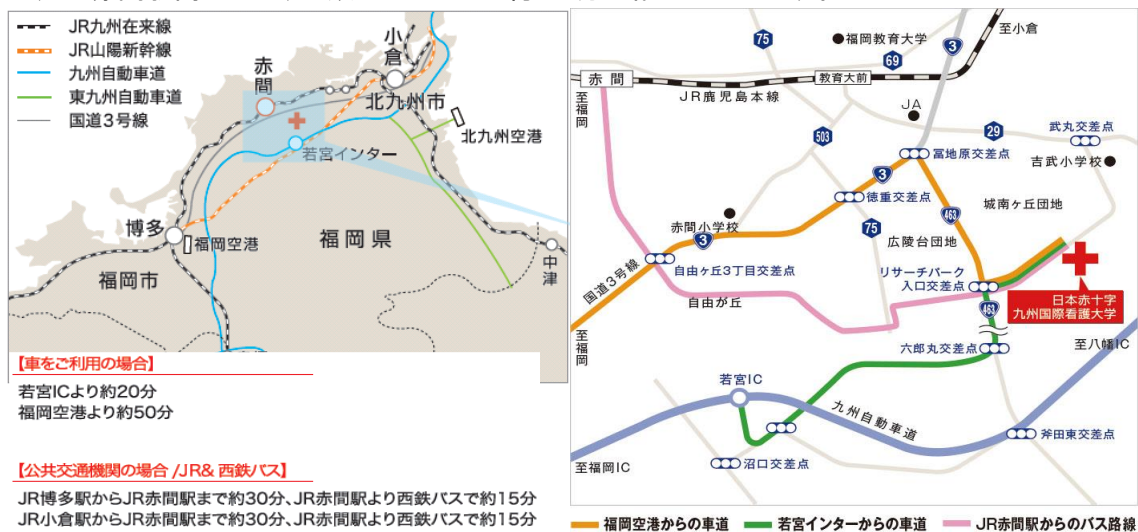 JR九州在来線
JR山陽新幹線
九州自動車道
東九州自動車道
国道3号線
小倉
赤間
北九州市
北九州空港
若宮インター
博多
福岡空港
福岡県
福岡市
中津
【車をご利用の場合】
若宮ICより約20分
福岡空港より約50分
【公共交通機関の場合/JR&西鉄バス】
JR博多駅からJR赤間駅まで約30分、JR赤間駅より西鉄バスで約15分
JR小倉駅からJR赤間駅まで約30分、JR赤間駅より西鉄バスで約15分
至小倉
75
福岡教育大学
3
69
赤間
教育大前
JR鹿児島本線
至福岡
JA
503
29
武丸交差点
冨地原交差点
吉武小学校
3
徳重交差点
城南ヶ丘団地
463
赤間小学校
75
3
広陵台団地
自由ヶ丘3丁目交差点
リサーチパーク
入口交差点
国道3号線
自由が丘
日本赤十字
九州国際看護大学
463
至福岡
六郎丸交差点
至八幡IC
若宮IC
九州自動車道
斧田東交差点
至福岡IC
沼口交差点
福岡空港からの車道
若宮インターからの車道
JR赤間駅からのバス路線